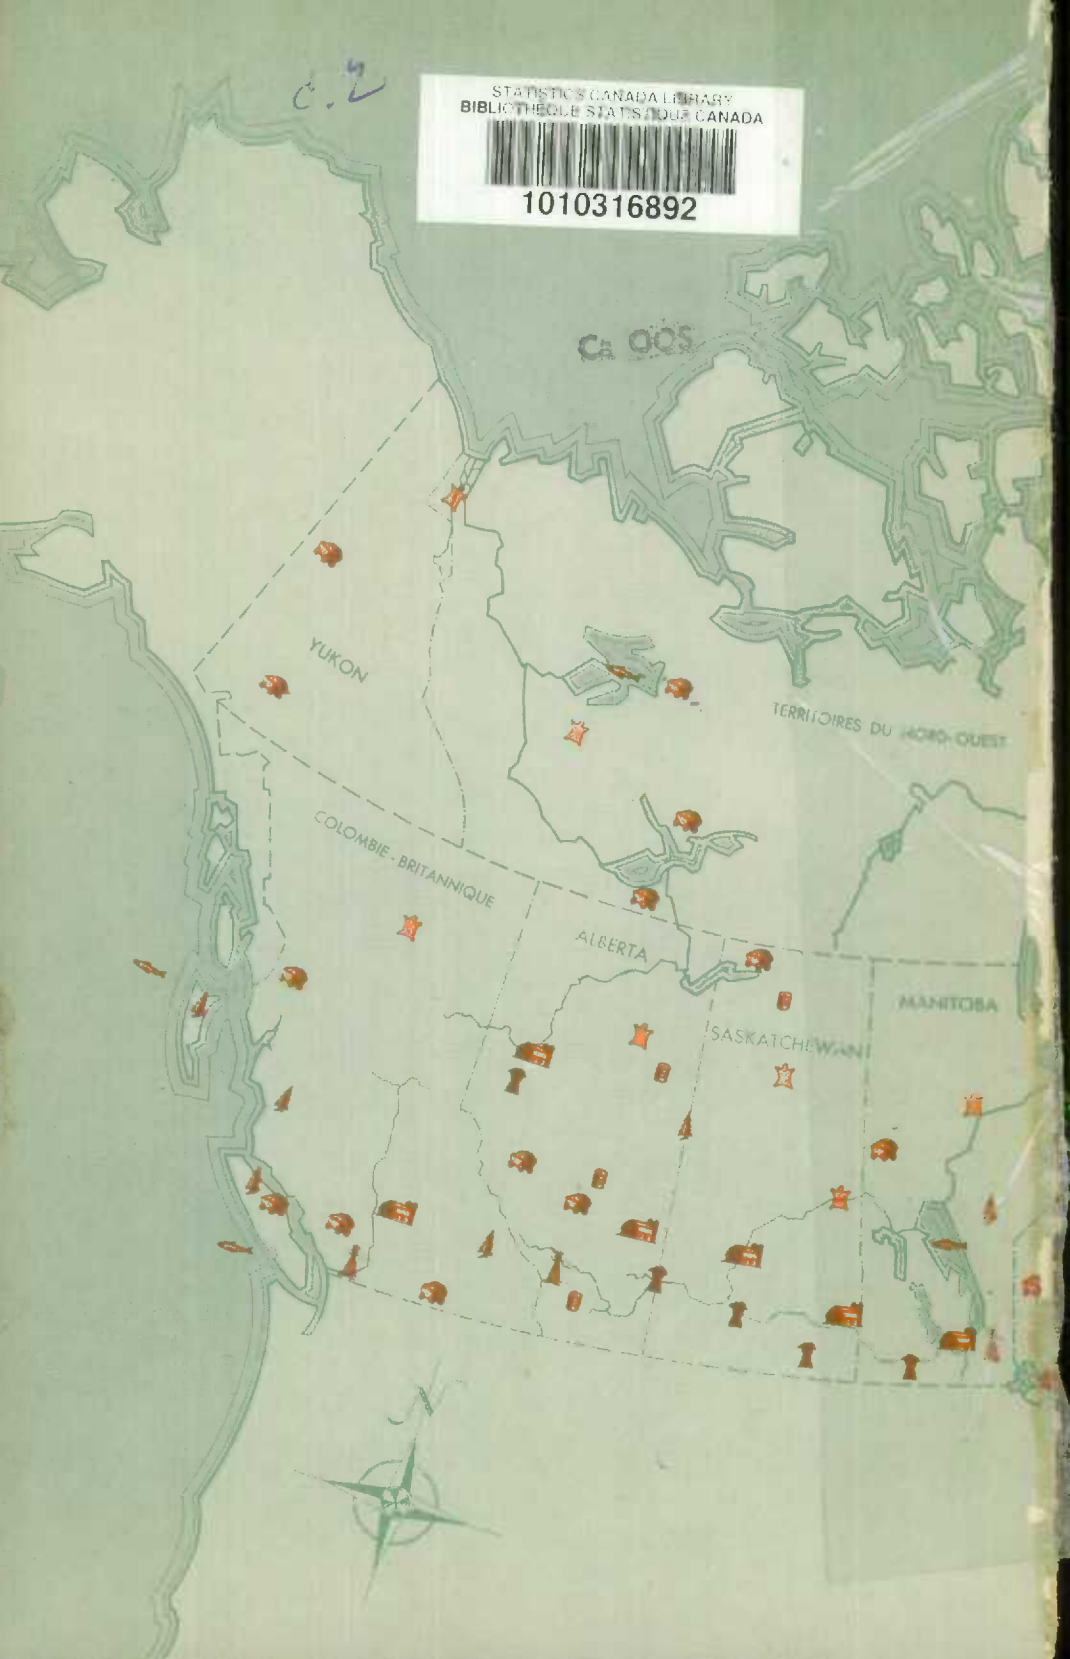 c.2
STATISTICS CANADA LIBRARY
BIBLIOTHEQUE STATISTIQUE CANADA
1010316892
Ca OOS
YUKON
TERRITOIRES DU NORD-OUEST
COLOMBIE-BRITANNIQUE
ALBERTA
MANITOBA
SASKATCHEWAN
N